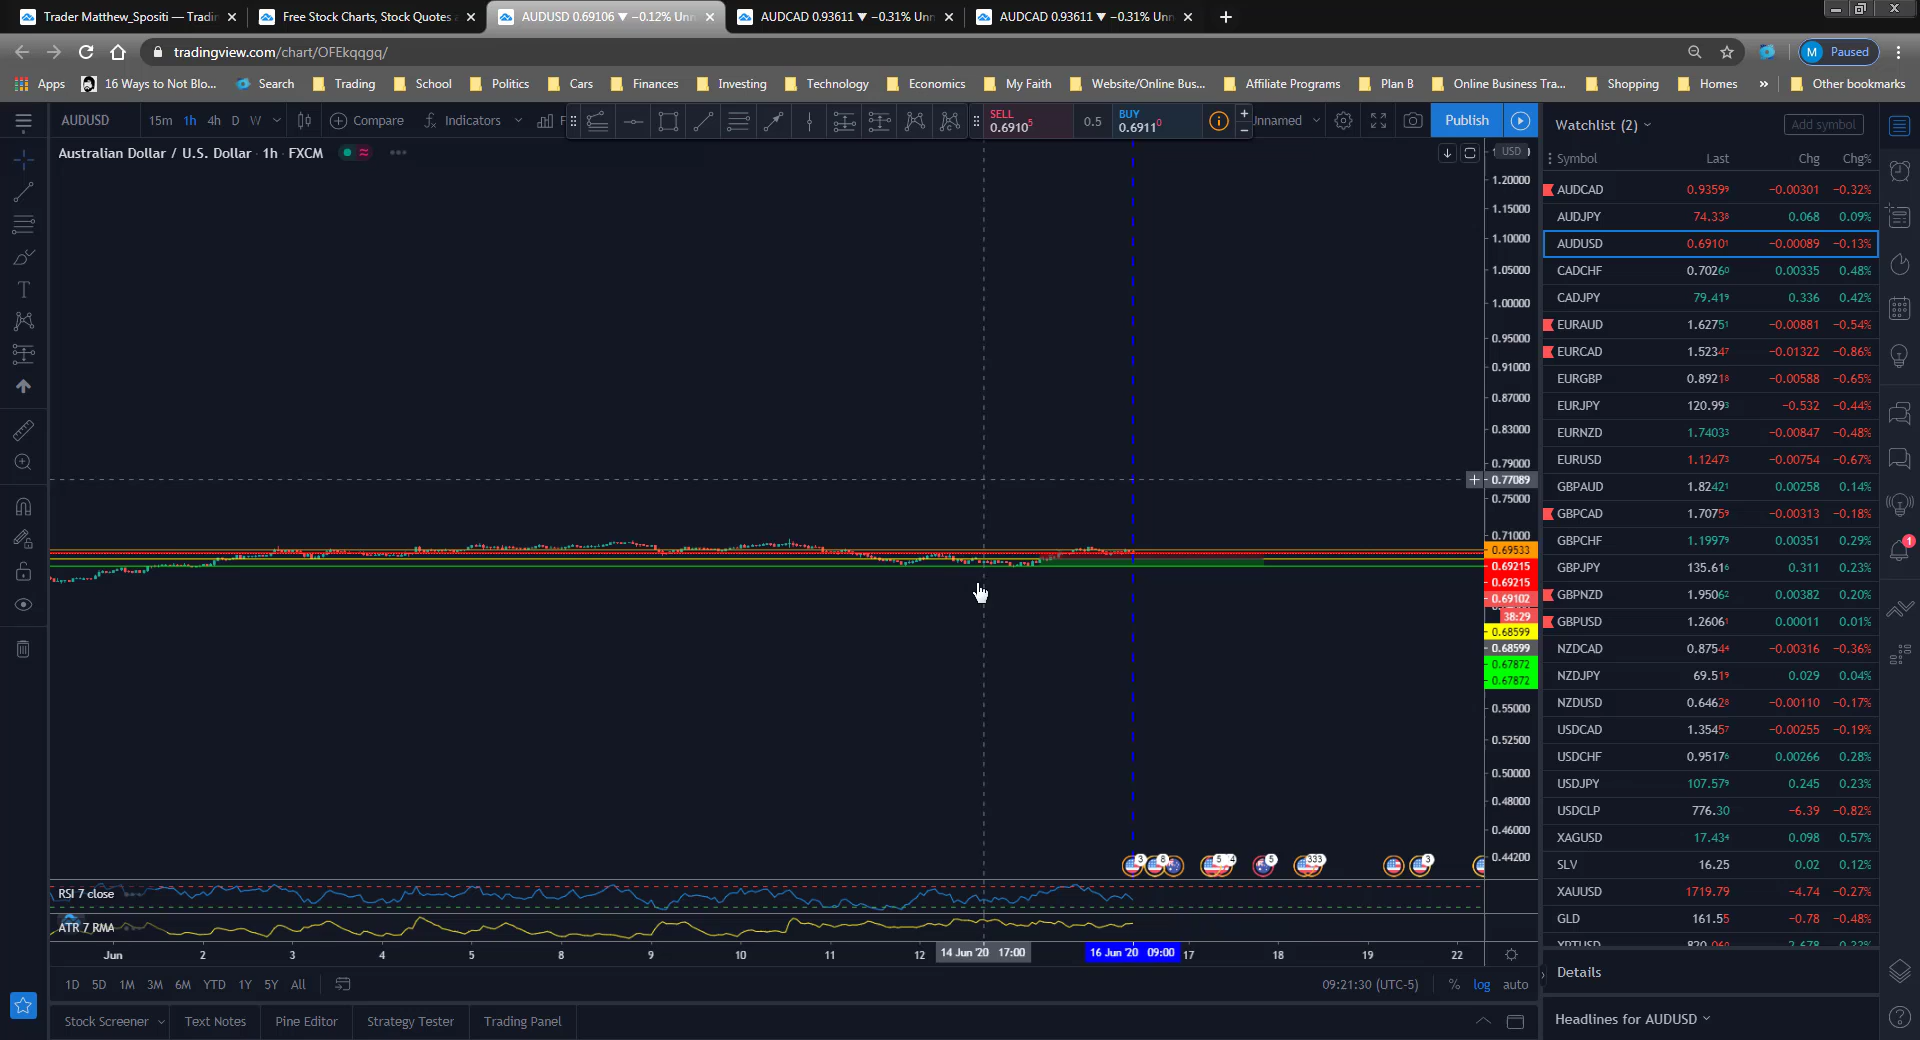 Trader Matthew_Sposito — Tradin
Free Stock Charts, Stock Quotes a
AUDUSD 0.69106 ▼ −0.12% Unn
AUDCAD 0.93611 ▼ −0.31% Unn
AUDCAD 0.93611 ▼ −0.31% Unn
tradingview.com/chart/OFEkqqgq/
M Paused
Apps 16 Ways to Not Blo... Search Trading School Politics Cars Finances Investing Technology Economics My Faith Website/Online Bus... Affiliate Programs Plan B Online Business Tra... Shopping Homes » Other bookmarks
AUDUSD 15m 1h 4h D W Compare Indicators F
SELL 0.69105 0.5 BUY 0.69110
Unnamed Publish
Australian Dollar / U.S. Dollar · 1h · FXCM
USD
1.20000
1.15000
1.10000
1.05000
1.00000
0.95000
0.91000
0.87000
0.83000
0.79000
0.77089
0.75000
0.71000
0.69533
0.69215
0.69215
0.69102
38:29
0.68599
0.68599
0.67872
0.67872
0.55000
0.52500
0.50000
0.48000
0.46000
0.44200
3 8 5 4 5 333 3
RSI 7 close
ATR 7 RMA
Jun 2 3 4 5 8 9 10 11 12 14 Jun '20 17:00 16 Jun '20 09:00 17 18 19 22
1D 5D 1M 3M 6M YTD 1Y 5Y All
09:21:30 (UTC-5) % log auto
Stock Screener Text Notes Pine Editor Strategy Tester Trading Panel
Watchlist (2) Add symbol
Symbol Last Chg Chg%
AUDCAD 0.93599 −0.00301 −0.32%
AUDJPY 74.338 0.068 0.09%
AUDUSD 0.69101 −0.00089 −0.13%
CADCHF 0.70260 0.00335 0.48%
CADJPY 79.419 0.336 0.42%
EURAUD 1.62751 −0.00881 −0.54%
EURCAD 1.52347 −0.01322 −0.86%
EURGBP 0.89218 −0.00588 −0.65%
EURJPY 120.993 −0.532 −0.44%
EURNZD 1.74033 −0.00847 −0.48%
EURUSD 1.12473 −0.00754 −0.67%
GBPAUD 1.82421 0.00258 0.14%
GBPCAD 1.70759 −0.00313 −0.18%
GBPCHF 1.19979 0.00351 0.29%
GBPJPY 135.616 0.311 0.23%
GBPNZD 1.95062 0.00382 0.20%
GBPUSD 1.26061 0.00011 0.01%
NZDCAD 0.87544 −0.00316 −0.36%
NZDJPY 69.519 0.029 0.04%
NZDUSD 0.64628 −0.00110 −0.17%
USDCAD 1.35457 −0.00255 −0.19%
USDCHF 0.95176 0.00266 0.28%
USDJPY 107.579 0.245 0.23%
USDCLP 776.30 −6.39 −0.82%
XAGUSD 17.434 0.098 0.57%
SLV 16.25 0.02 0.12%
XAUUSD 1719.79 −4.74 −0.27%
GLD 161.55 −0.78 −0.48%
Details
Headlines for AUDUSD
1